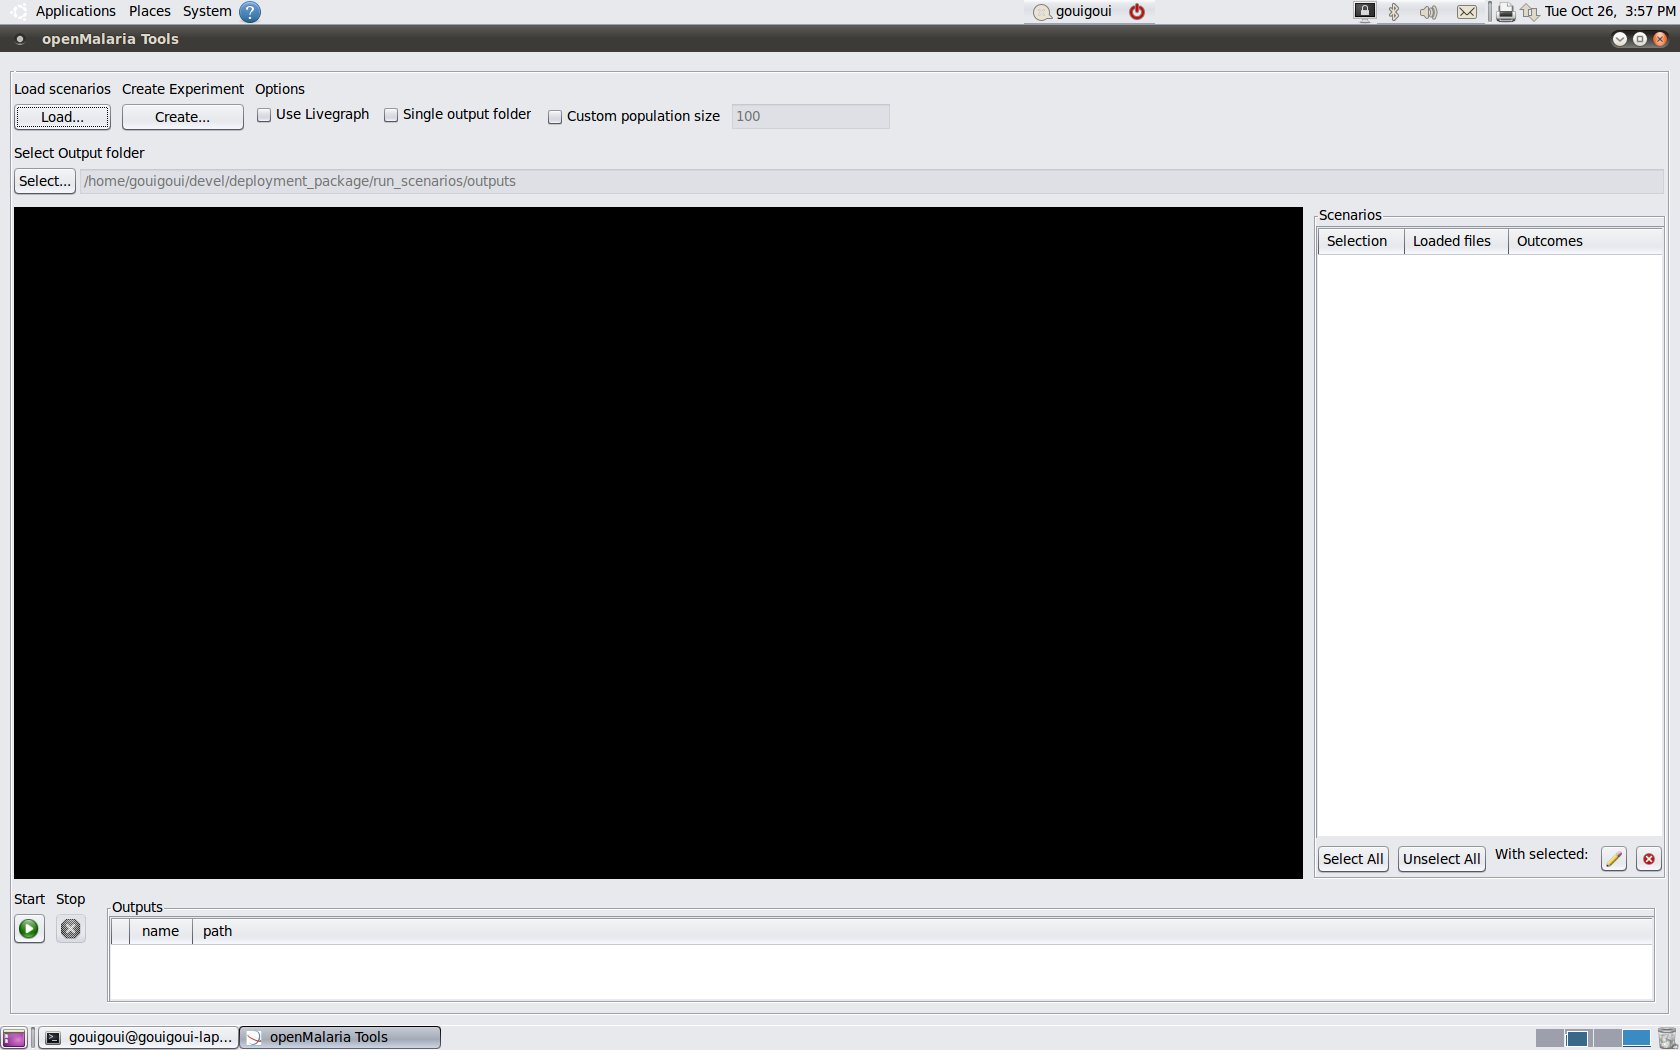 Applications Places System ? gouigoui Tue Oct 26, 3:57 PM
openMalaria Tools
Load scenarios Create Experiment Options
Load... Create... Use Livegraph Single output folder Custom population size 100
Select Output folder
Select... /home/gouigoui/devel/deployment_package/run_scenarios/outputs
Scenarios
Selection Loaded files Outcomes
Select All Unselect All With selected:
Start Stop Outputs
name path
gouigoui@gouigoui-lap... openMalaria Tools